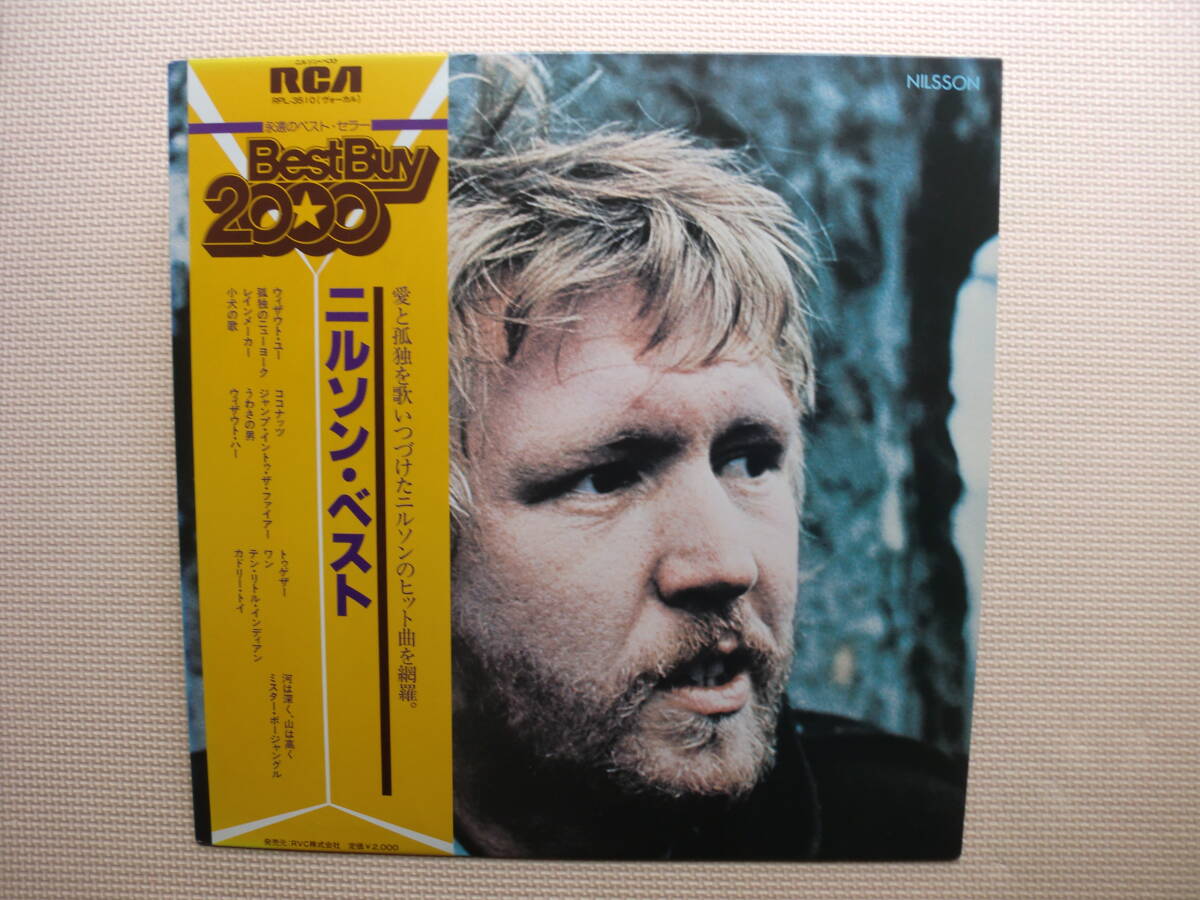 ニルソン・ベスト
RCA
RPL-3510(ヴォーカル)
永遠のベスト・セラー
BestBuy
2000
NILSSON
愛と孤独を歌いつづけたニルソンのヒット曲を網羅。
ニルソン・ベスト
ウィザウト・ユー
孤独のニューヨーク
レインメーカー
小犬の歌
ココナッツ
ジャンプ・イントゥ・ザ・ファイアー
うわさの男
ウィザウト・ハー
トゥゲザー
ワン
テン・リトル・インディアン
カドリー・トイ
河は深く、山は高く
ミスター・ボージャングル
発売元:RVC株式会社 定価¥2,000